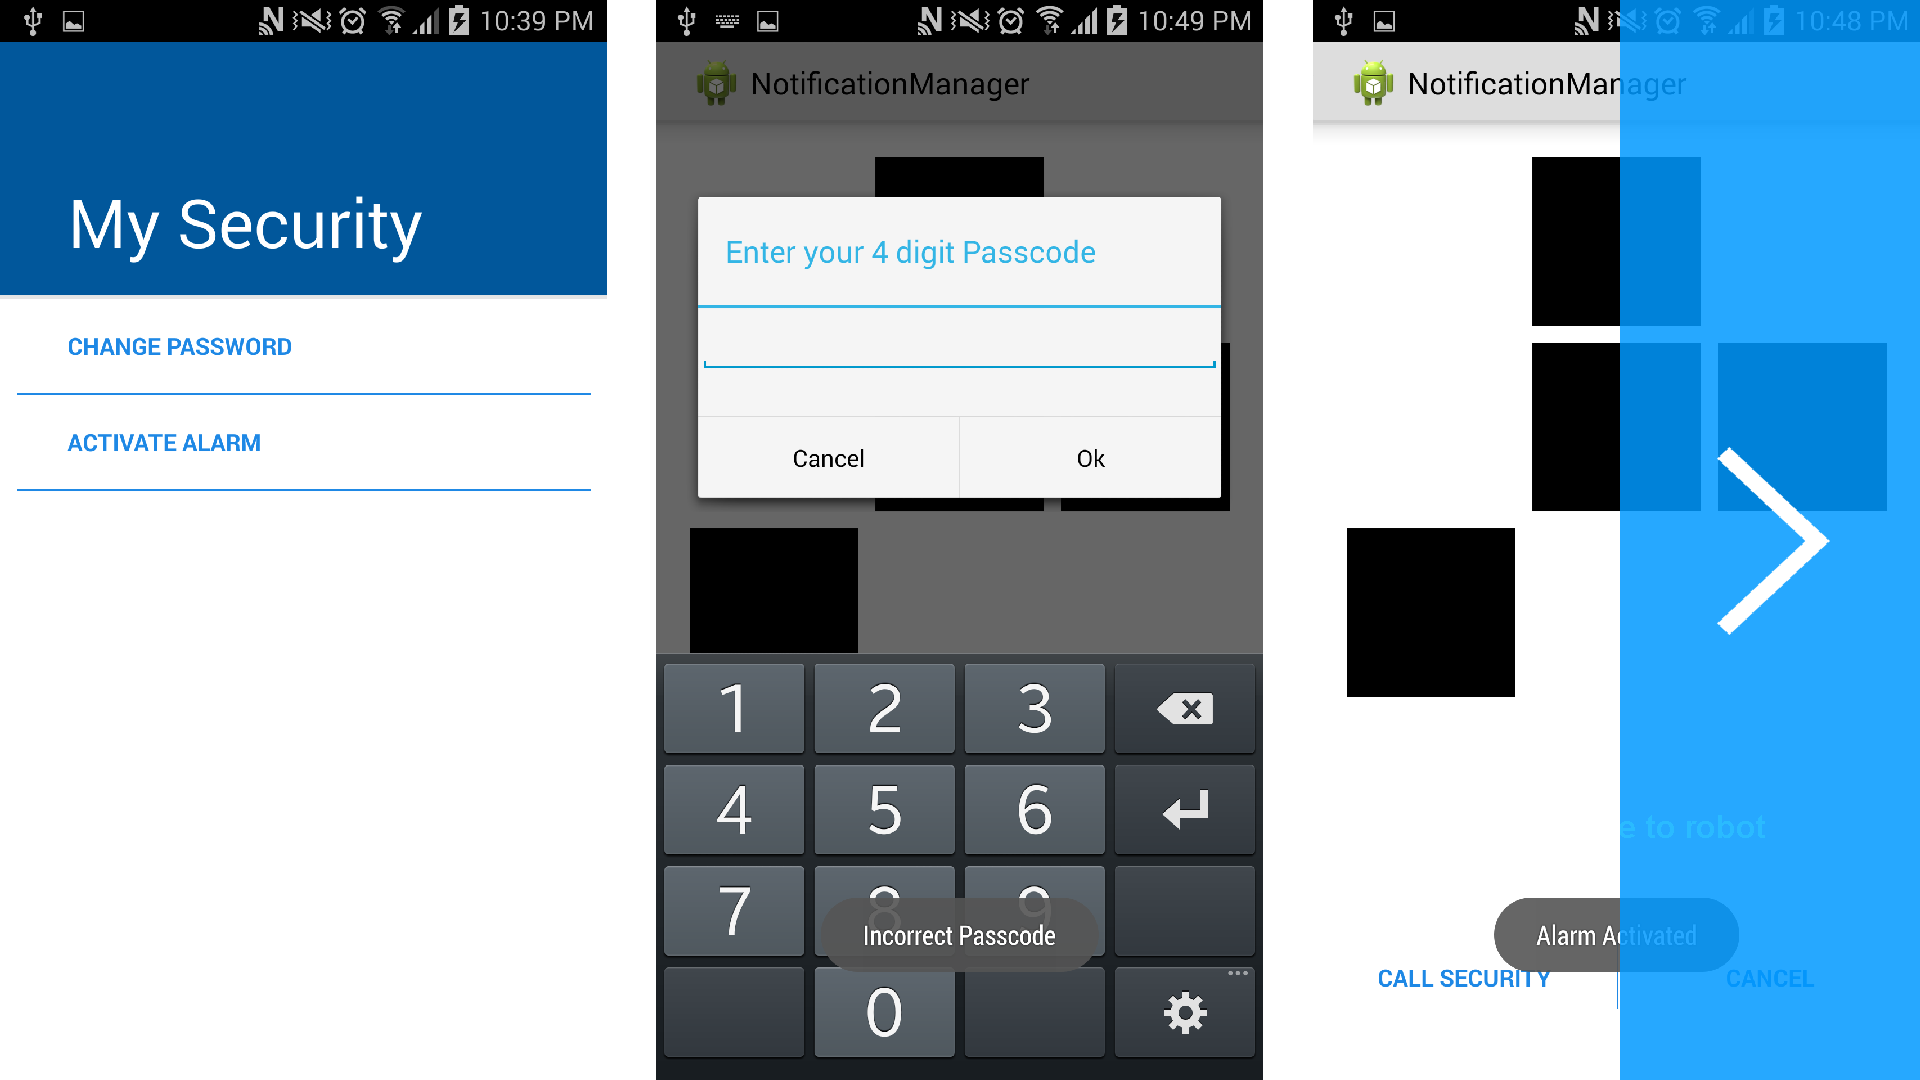 10:39 PM
My Security
CHANGE PASSWORD
ACTIVATE ALARM
10:49 PM
NotificationManager
Enter your 4 digit Passcode
Cancel
Ok
1 2 3
4 5 6
7 8 9
Incorrect Passcode
0
10:48 PM
NotificationManager
e to robot
Alarm Activated
CALL SECURITY
CANCEL